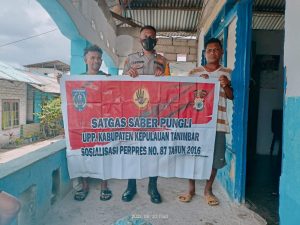 SATGAS SABER PUNGLI
UPP. KABUPATEN KEPULAUAN TANIMBAR
SOSIALISASI PERPRES NO. 87 TAHUN 2016